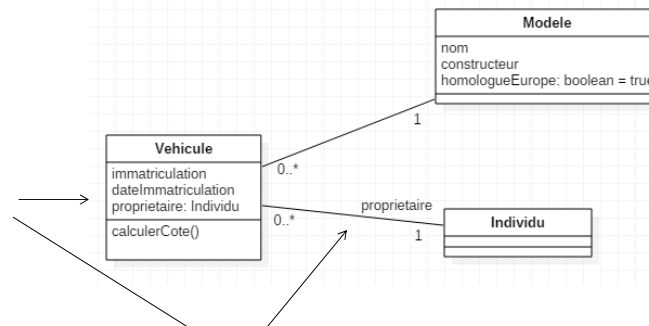 Modele
nom
constructeur
homologueEurope: boolean = true
1
Vehicule
immatriculation
dateImmatriculation
proprietaire: Individu
calculerCote()
0..*
0..*
proprietaire
1
Individu